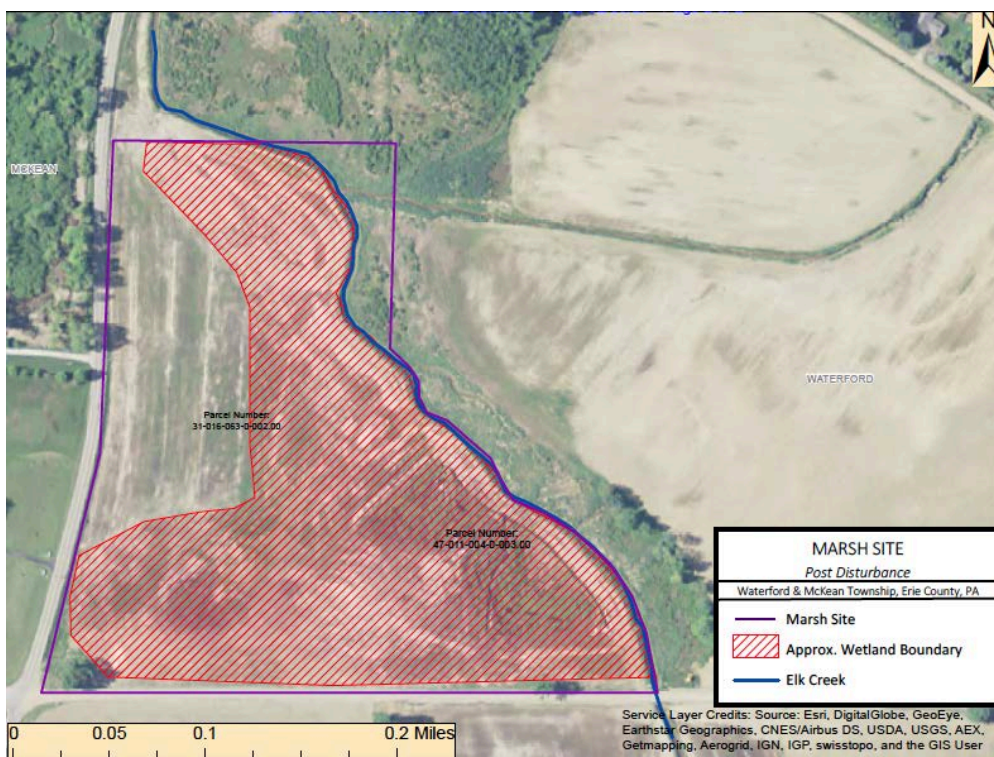 N
MCKEAN
WATERFORD
Parcel Number:
31-016-063-0-002.00
Parcel Number:
47-011-004-0-003.00
MARSH SITE
Post Disturbance
Waterford & McKean Township, Erie County, PA
Marsh Site
Approx. Wetland Boundary
Elk Creek
0 0.05 0.1 0.2 Miles
Service Layer Credits: Source: Esri, DigitalGlobe, GeoEye,
Earthstar Geographics, CNES/Airbus DS, USDA, USGS, AEX,
Getmapping, Aerogrid, IGN, IGP, swisstopo, and the GIS User